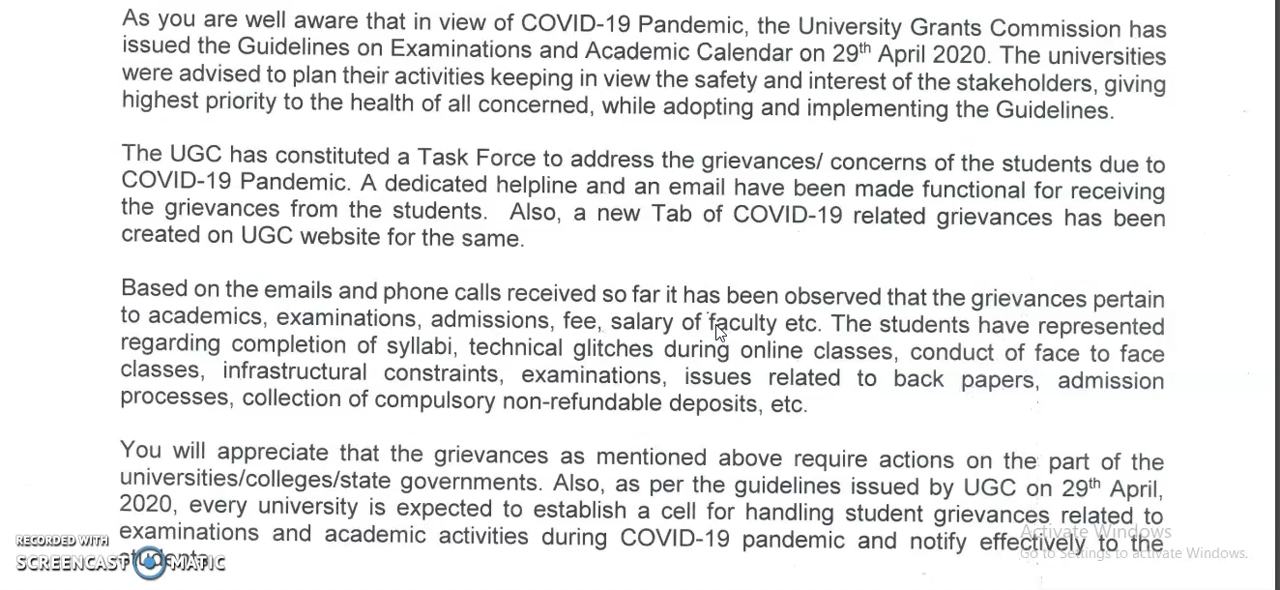 As you are well aware that in view of COVID-19 Pandemic, the University Grants Commission has
issued the Guidelines on Examinations and Academic Calendar on 29th April 2020. The universities
were advised to plan their activities keeping in view the safety and interest of the stakeholders, giving
highest priority to the health of all concerned, while adopting and implementing the Guidelines.
The UGC has constituted a Task Force to address the grievances/ concerns of the students due to
COVID-19 Pandemic. A dedicated helpline and an email have been made functional for receiving
the grievances from the students. Also, a new Tab of COVID-19 related grievances has been
created on UGC website for the same.
Based on the emails and phone calls received so far it has been observed that the grievances pertain
to academics, examinations, admissions, fee, salary of faculty etc. The students have represented
regarding completion of syllabi, technical glitches during online classes, conduct of face to face
classes, infrastructural constraints, examinations, issues related to back papers, admission
processes, collection of compulsory non-refundable deposits, etc.
You will appreciate that the grievances as mentioned above require actions on the part of the
universities/colleges/state governments. Also, as per the guidelines issued by UGC on 29th April,
2020, every university is expected to establish a cell for handling student grievances related to
examinations and academic activities during COVID-19 pandemic and notify effectively to the
students.
Activate Windows
Go to Settings to activate Windows.
RECORDED WITH
SCREENCAST-O-MATIC